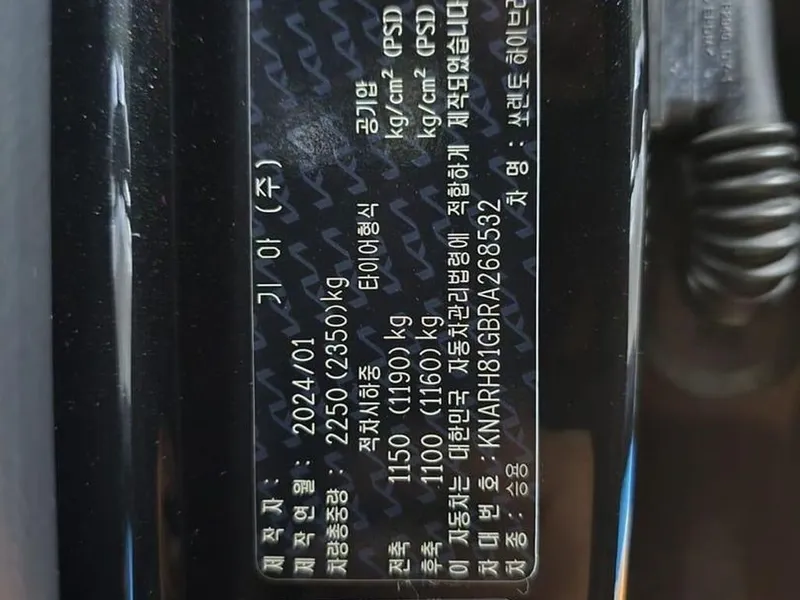 제 작 자 : 기 아 (주)
제 작 연 월 : 2024/01
차량총중량 : 2250(2350)kg
적차시하중 타이어형식 공기압
전축 1150 (1190)kg kg/cm² (PSD
후축 1100 (1160)kg kg/cm² (PSD
이 자동차는 대한민국 자동차관리법령에 적합하게 제작되었습니다
차 대 번 호 : KNARH81GBRA268532
차 종 : 승용 차 명 : 쏘렌토 하이브리